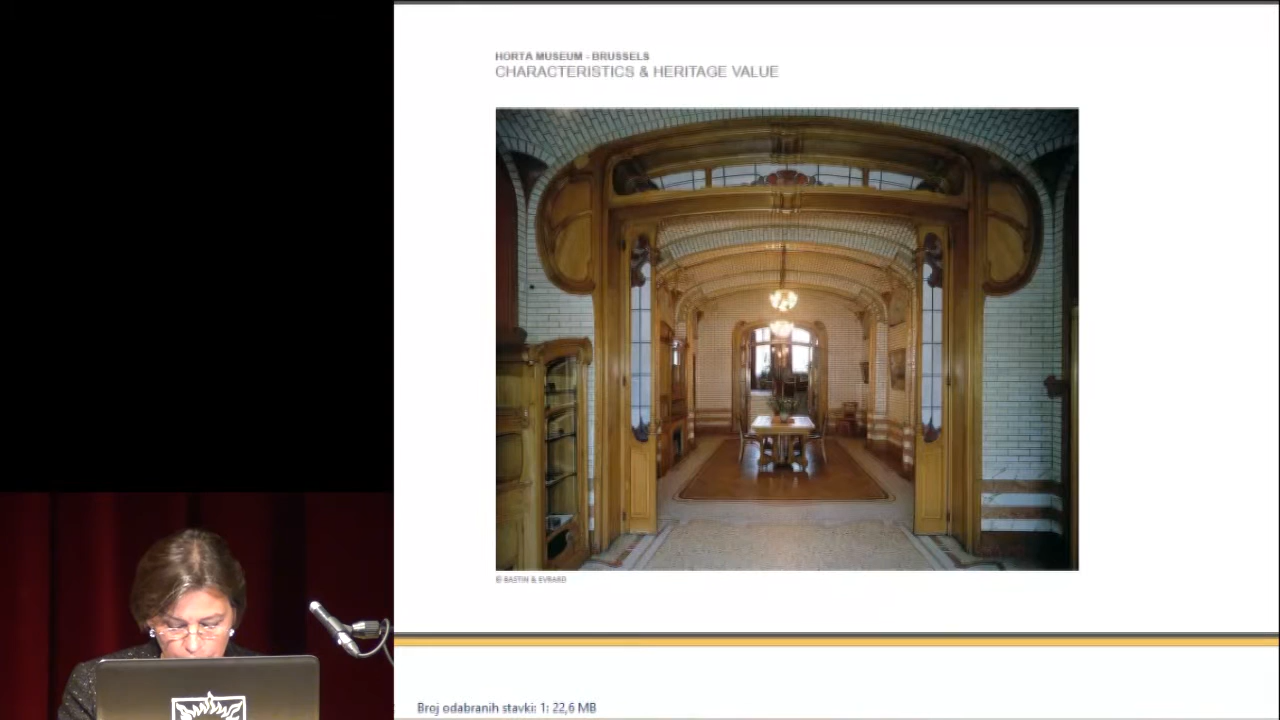 HORTA MUSEUM - BRUSSELS
CHARACTERISTICS & HERITAGE VALUE
© BASTIN & EVRARD
Broj odabranih stavki: 1: 22,6 MB